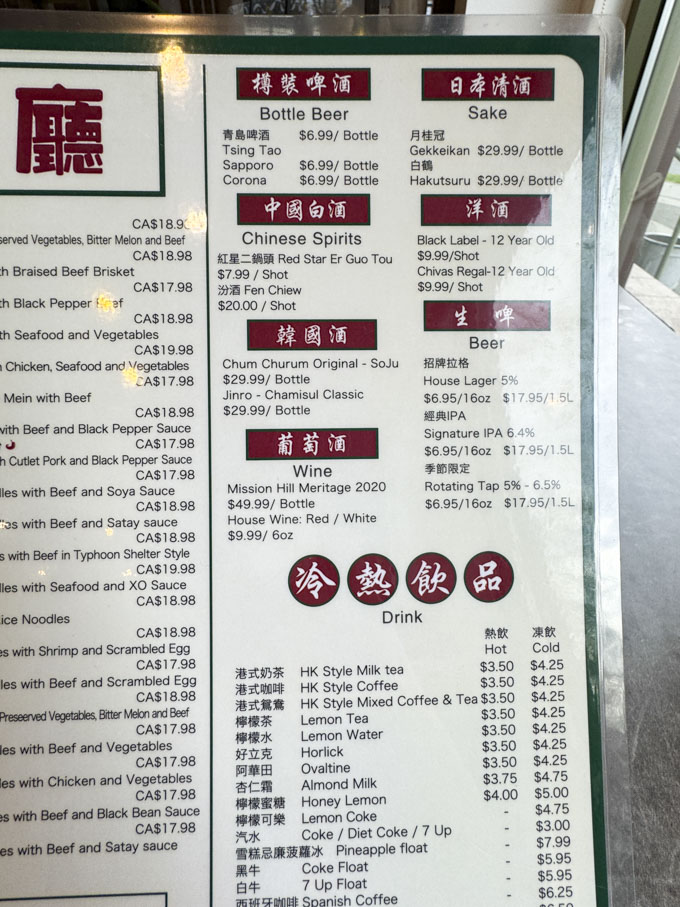 廳
CA$18.98
served Vegetables, Bitter Melon and Beef
CA$18.98
th Braised Beef Brisket
CA$17.98
th Black Pepper Beef
CA$18.98
th Seafood and Vegetables
CA$19.98
Chicken, Seafood and Vegetables
CA$17.98
Mein with Beef
CA$18.98
with Beef and Black Pepper Sauce
CA$17.98
h Cutlet Pork and Black Pepper Sauce
CA$17.98
lles with Beef and Soya Sauce
CA$18.98
os with Beef and Satay sauce
CA$18.98
s with Beef in Typhoon Shelter Style
CA$19.98
lles with Seafood and XO Sauce
CA$18.98
ice Noodles
CA$18.98
es with Shrimp and Scrambled Egg
CA$17.98
les with Beef and Scrambled Egg
CA$18.98
Preseerved Vegetables, Bitter Melon and Beef
CA$17.98
les with Beef and Vegetables
CA$17.98
les with Chicken and Vegetables
CA$17.98
es with Beef and Black Bean Sauce
CA$17.98
es with Beef and Satay sauce
樽裝啤酒
Bottle Beer
青島啤酒 $6.99/ Bottle
Tsing Tao
Sapporo $6.99/ Bottle
Corona $6.99/ Bottle
中國白酒
Chinese Spirits
紅星二鍋頭 Red Star Er Guo Tou
$7.99 / Shot
汾酒 Fen Chiew
$20.00 / Shot
韓國酒
Chum Churum Original - SoJu
$29.99/ Bottle
Jinro - Chamisul Classic
$29.99/ Bottle
葡萄酒
Wine
Mission Hill Meritage 2020
$49.99/ Bottle
House Wine: Red / White
$9.99/ 6oz
日本清酒
Sake
月桂冠
Gekkeikan $29.99/ Bottle
白鶴
Hakutsuru $29.99/ Bottle
洋酒
Black Label - 12 Year Old
$9.99/Shot
Chivas Regal-12 Year Old
$9.99/ Shot
生啤
Beer
招牌拉格
House Lager 5%
$6.95/16oz $17.95/1.5L
經典IPA
Signature IPA 6.4%
$6.95/16oz $17.95/1.5L
季節限定
Rotating Tap 5% - 6.5%
$6.95/16oz $17.95/1.5L
冷熱飲品
Drink
熱飲 凍飲
Hot Cold
港式奶茶 HK Style Milk tea $3.50 $4.25
港式咖啡 HK Style Coffee $3.50 $4.25
港式鴛鴦 HK Style Mixed Coffee & Tea $3.50 $4.25
檸檬茶 Lemon Tea $3.50 $4.25
檸檬水 Lemon Water $3.50 $4.25
好立克 Horlick $3.50 $4.25
阿華田 Ovaltine $3.50 $4.25
杏仁霜 Almond Milk $3.75 $4.75
檸檬蜜糖 Honey Lemon $4.00 $5.00
檸檬可樂 Lemon Coke - $4.75
汽水 Coke / Diet Coke / 7 Up - $3.00
雪糕忌廉菠蘿冰 Pineapple float - $7.99
黑牛 Coke Float - $5.95
白牛 7 Up Float - $5.95
西班牙咖啡 Spanish Coffee - $6.25